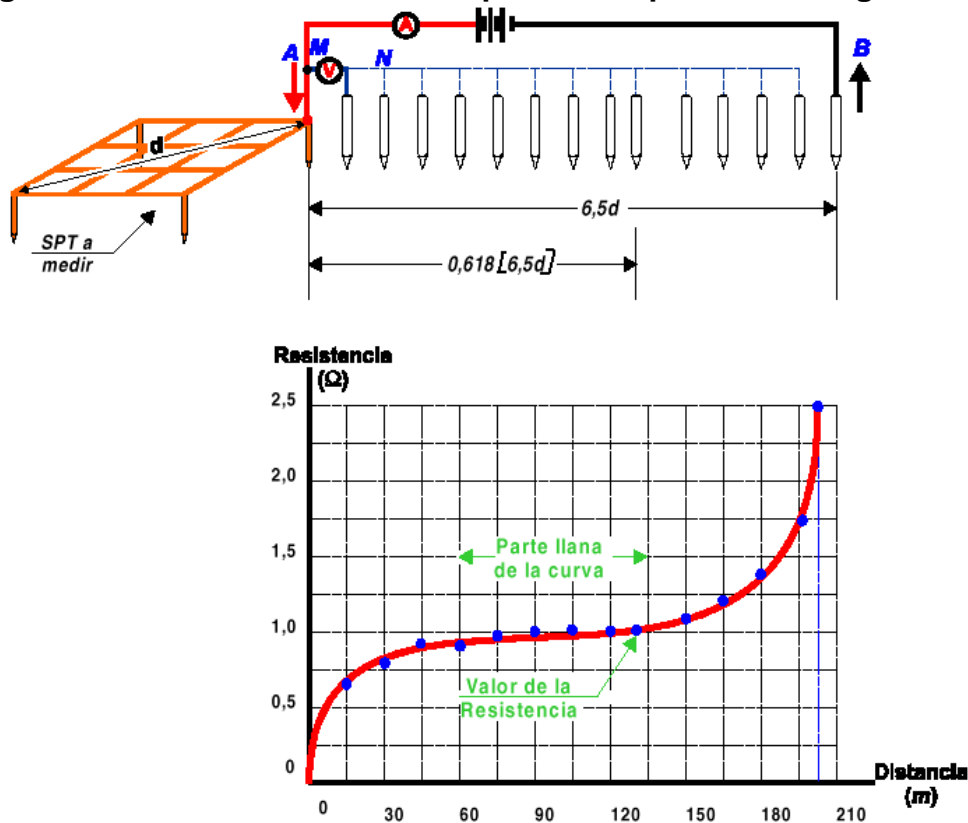 A
A
M
V
N
B
d
6,5d
SPT a
medir
0,618[6,5d]
Resistencia
(Ω)
2,5
2,0
1,5
1,0
0,5
0
Parte llana
de la curva
Valor de la
Resistencia
Distancia
(m)
0 30 60 90 120 150 180 210